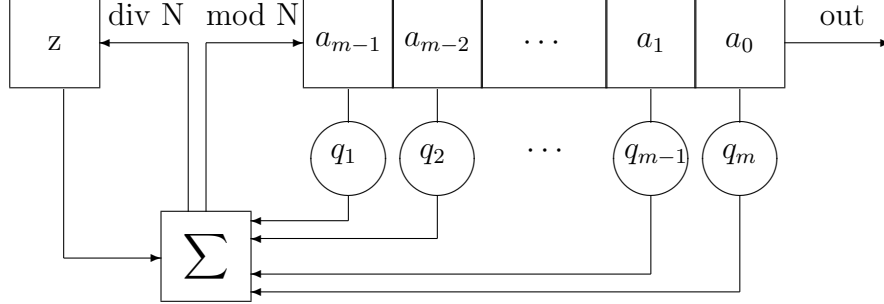 div N mod N out
z a_{m-1} a_{m-2} ⋯ a_1 a_0
q_1 q_2 ⋯ q_{m-1} q_m
∑